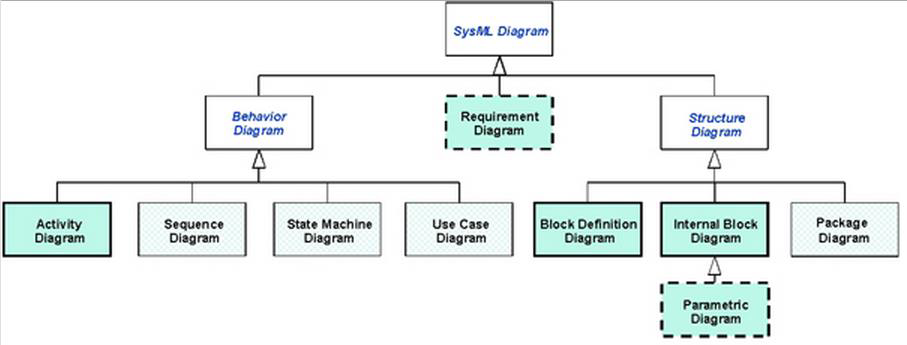 SysML Diagram
Behavior
Diagram
Requirement
Diagram
Structure
Diagram
Activity
Diagram
Sequence
Diagram
State Machine
Diagram
Use Case
Diagram
Block Definition
Diagram
Internal Block
Diagram
Package
Diagram
Parametric
Diagram